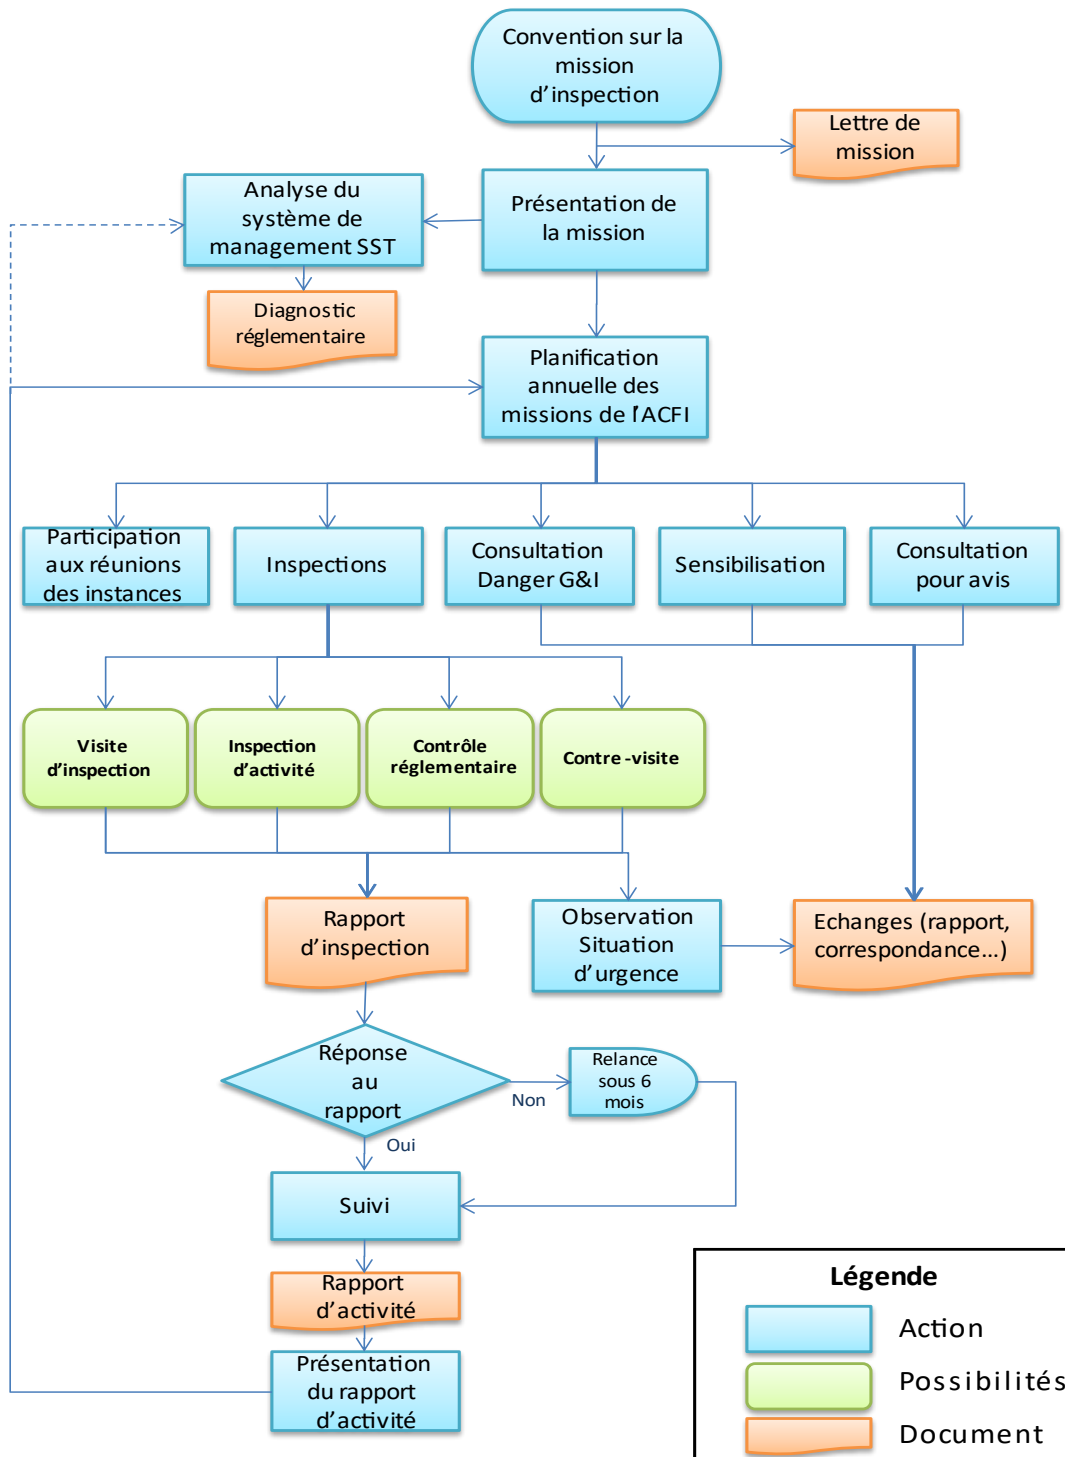 Convention sur la
mission
d'inspection
Lettre de
mission
Analyse du
système de
management SST
Présentation de
la mission
Diagnostic
réglementaire
Planification
annuelle des
missions de l'ACFI
Participation
aux réunions
des instances
Inspections
Consultation
Danger G&I
Sensibilisation
Consultation
pour avis
Visite
d'inspection
Inspection
d'activité
Contrôle
réglementaire
Contre -visite
Rapport
d'inspection
Observation
Situation
d'urgence
Echanges (rapport,
correspondance...)
Réponse
au
rapport
Non
Relance
sous 6
mois
Oui
Suivi
Rapport
d'activité
Présentation
du rapport
d'activité
Légende
Action
Possibilités
Document